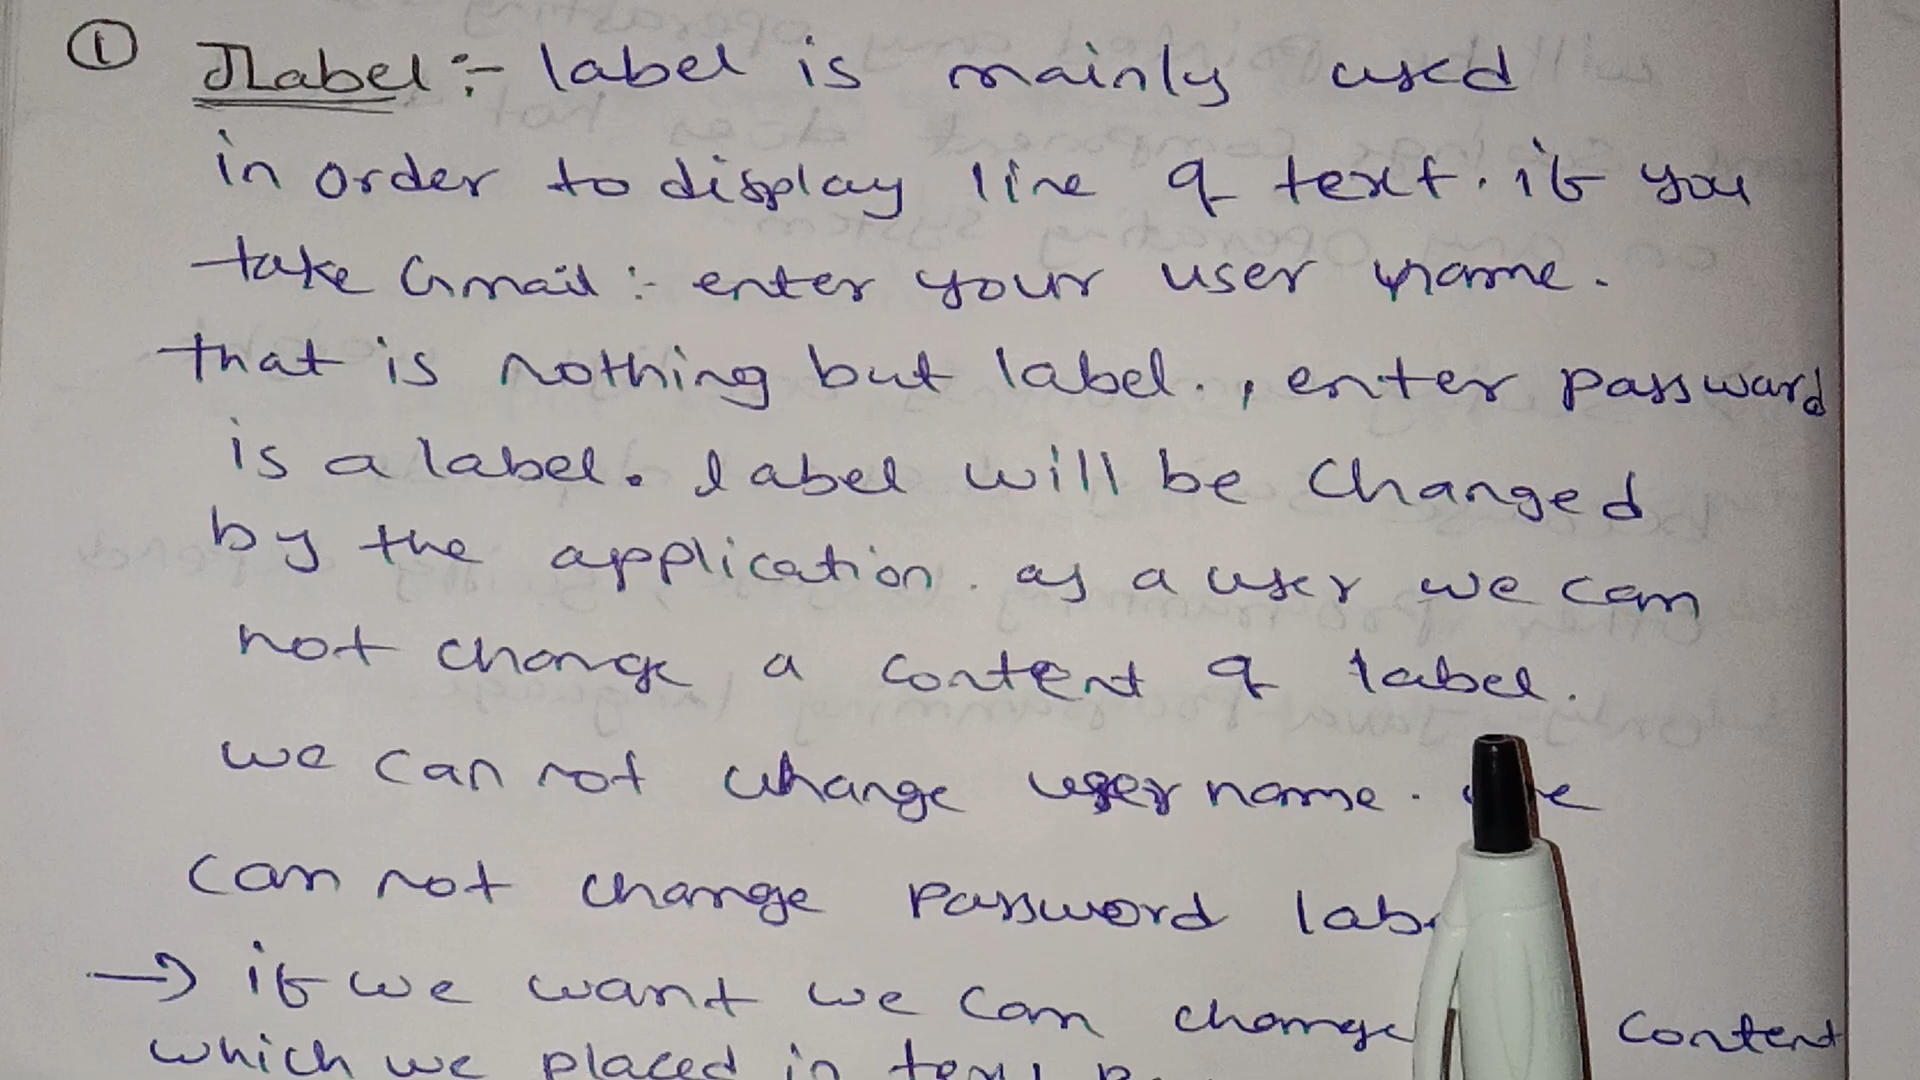 ① JLabel :- label is mainly used
in order to display line of text. if you
take Gmail :- enter your user name.
that is nothing but label. , enter password
is a label. label will be changed
by the application. as a user we can
not change a content of label.
we can not change user name.
can not change password
→ if we want we can change content
which we placed in